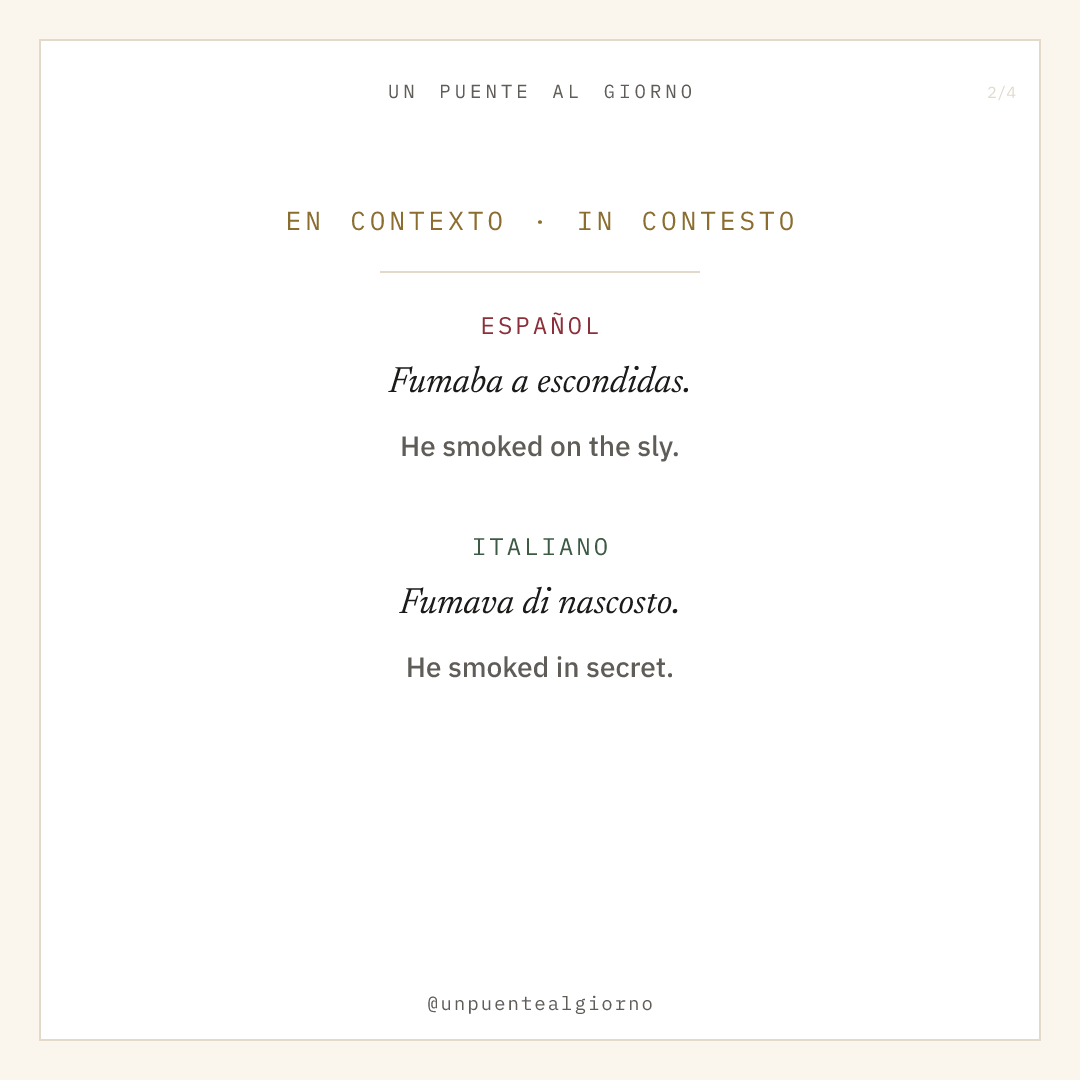 UN PUENTE AL GIORNO
2/4
EN CONTEXTO · IN CONTESTO
ESPAÑOL
Fumaba a escondidas.
He smoked on the sly.
ITALIANO
Fumava di nascosto.
He smoked in secret.
@unpuentealgiorno